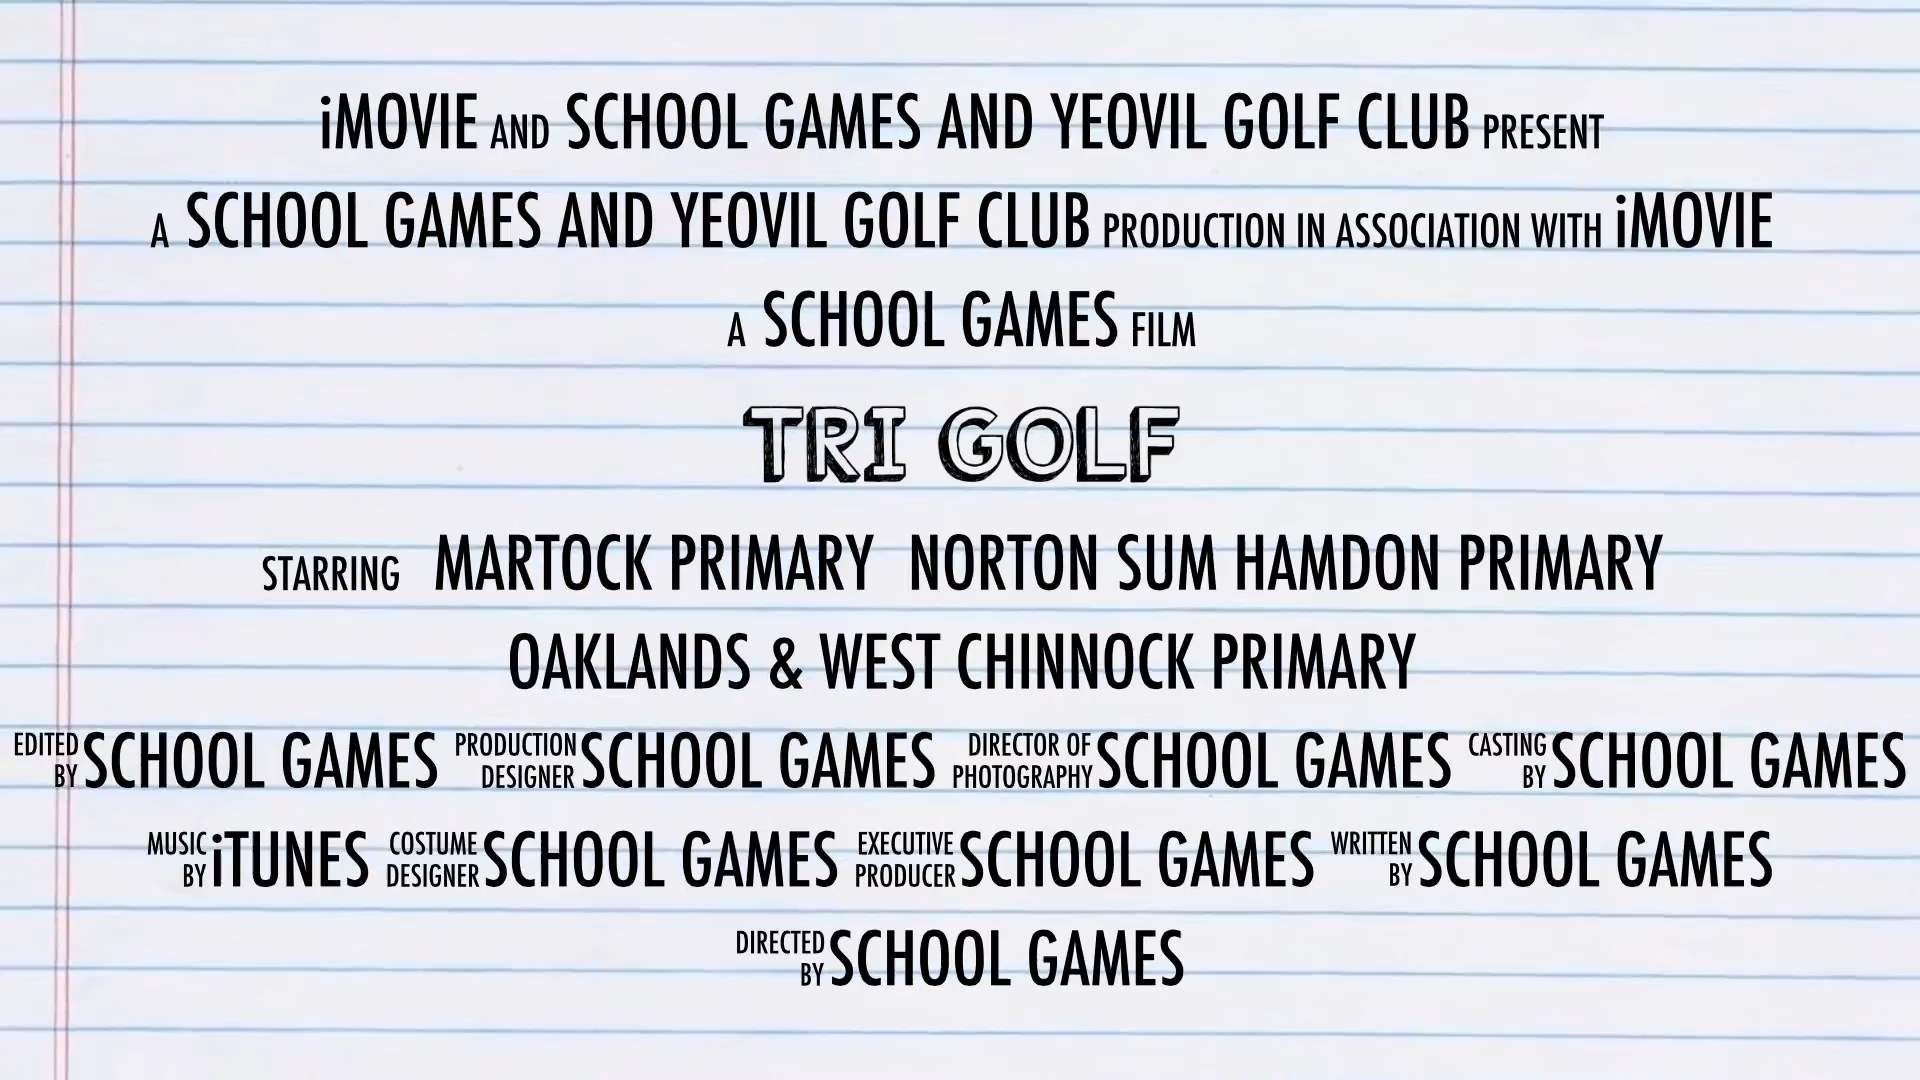 iMOVIE AND SCHOOL GAMES AND YEOVIL GOLF CLUB PRESENT
A SCHOOL GAMES AND YEOVIL GOLF CLUB PRODUCTION IN ASSOCIATION WITH iMOVIE
A SCHOOL GAMES FILM
TRI GOLF
STARRING MARTOCK PRIMARY NORTON SUM HAMDON PRIMARY
OAKLANDS & WEST CHINNOCK PRIMARY
EDITED BY SCHOOL GAMES PRODUCTION DESIGNER SCHOOL GAMES DIRECTOR OF PHOTOGRAPHY SCHOOL GAMES CASTING BY SCHOOL GAMES
MUSIC BY iTUNES COSTUME DESIGNER SCHOOL GAMES EXECUTIVE PRODUCER SCHOOL GAMES WRITTEN BY SCHOOL GAMES
DIRECTED BY SCHOOL GAMES